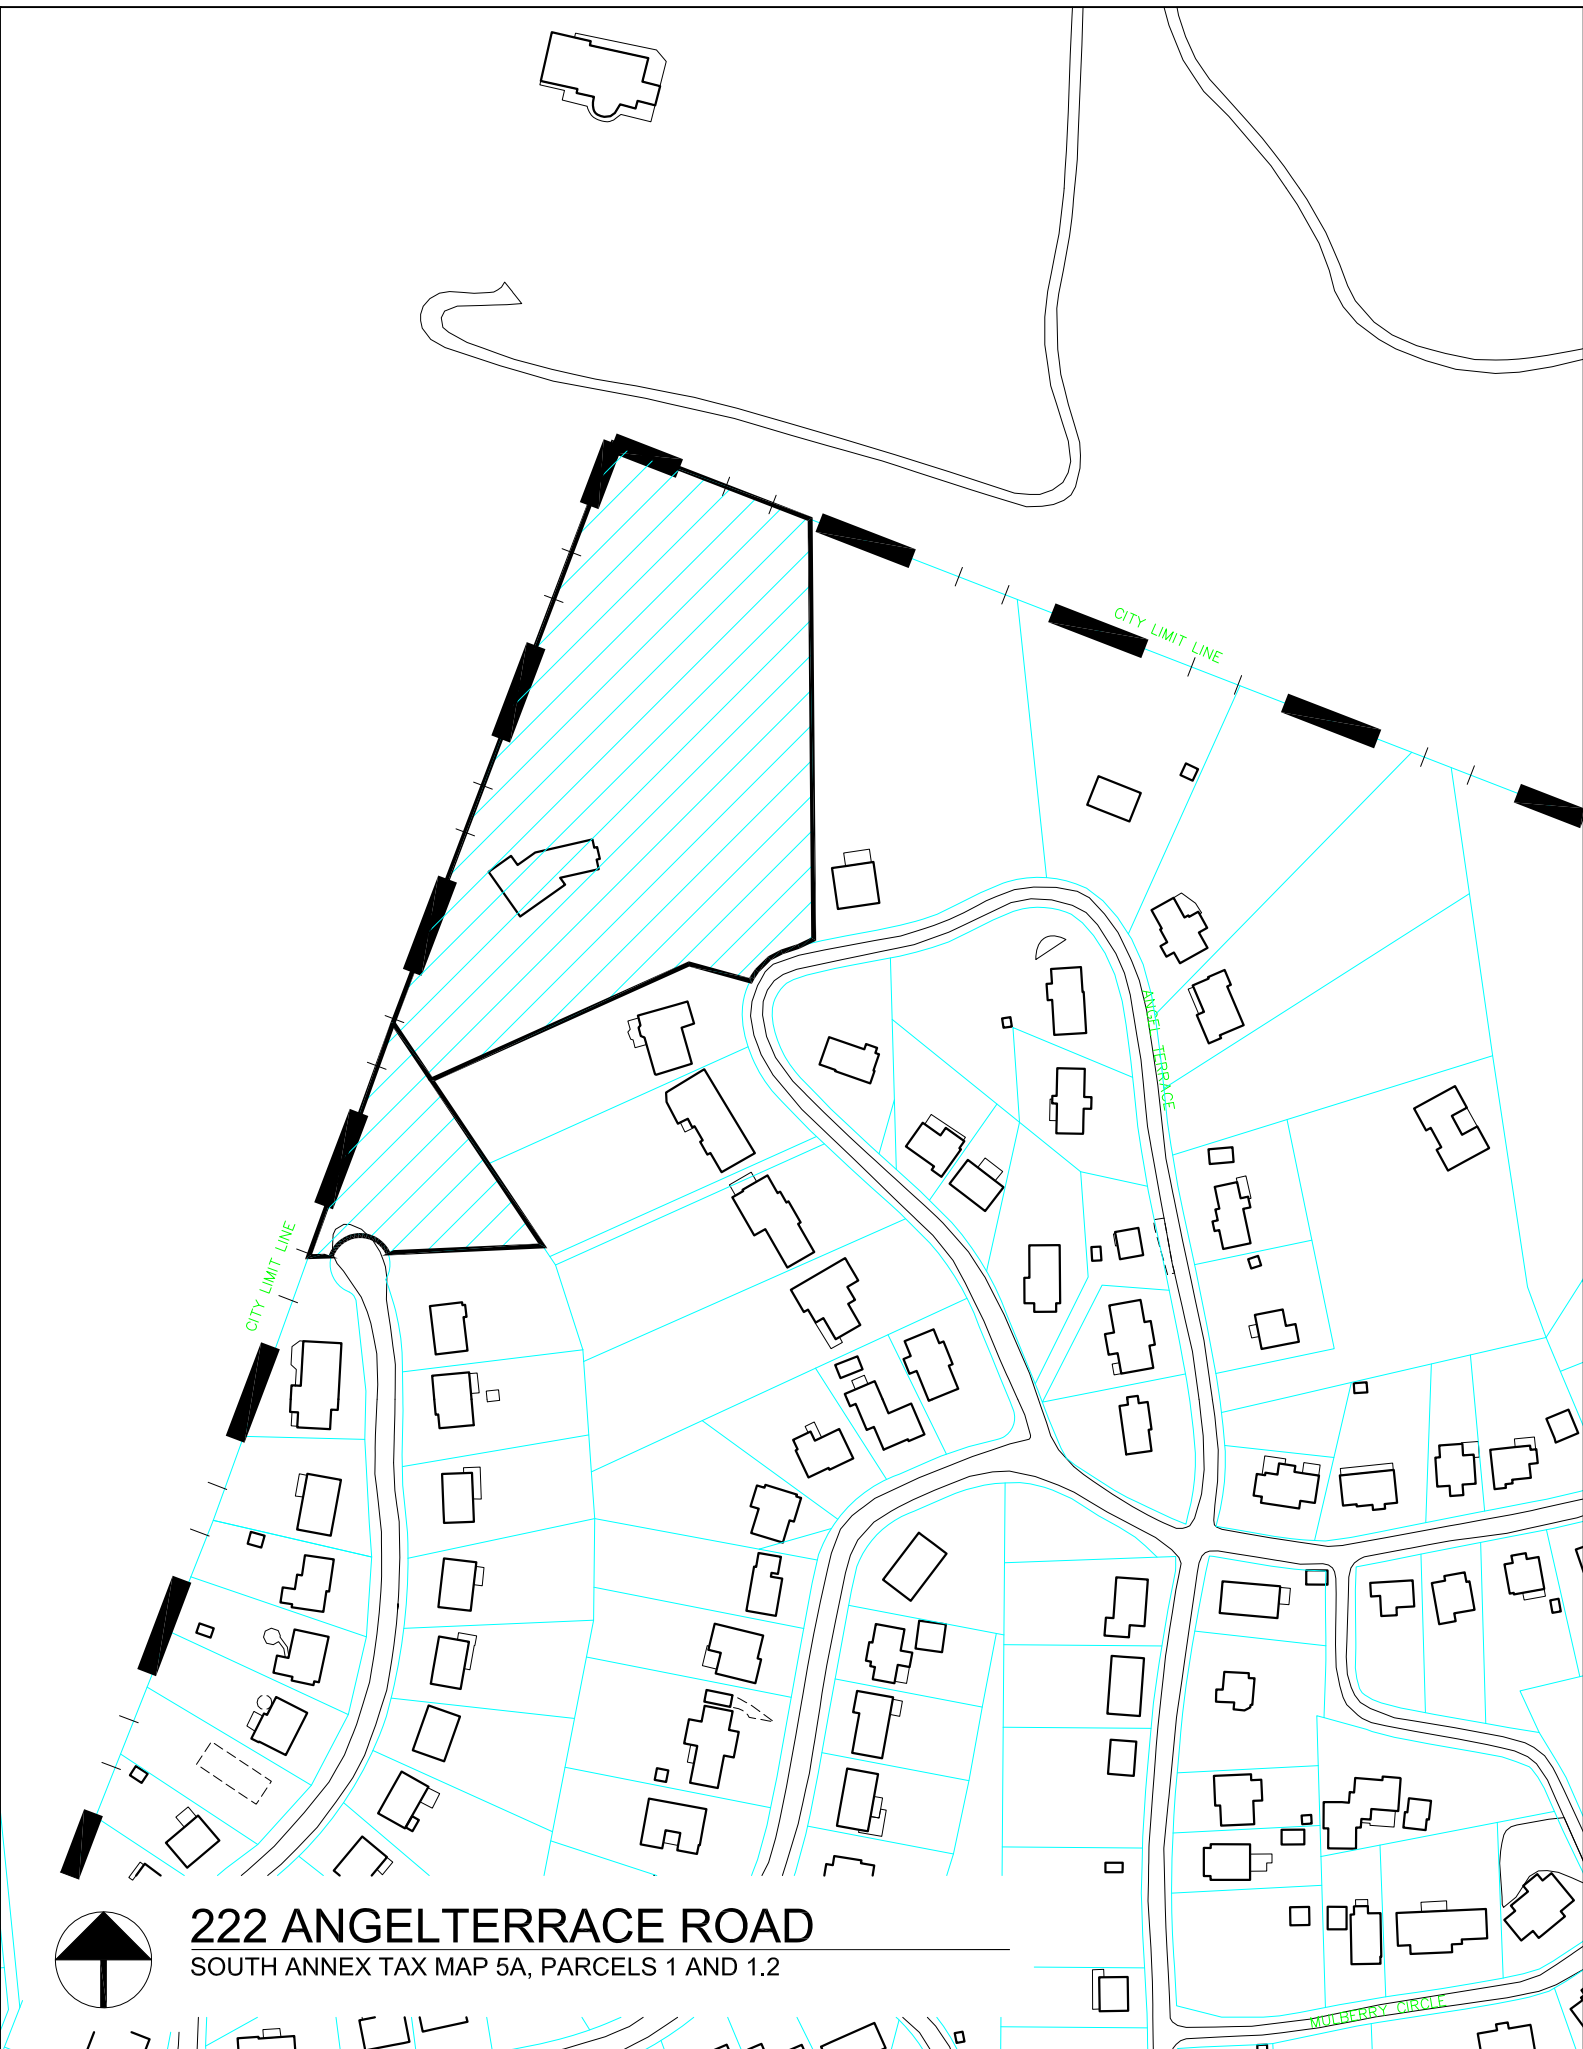 CITY LIMIT LINE
ANGEL TERRACE
CITY LIMIT LINE
222 ANGELTERRACE ROAD
SOUTH ANNEX TAX MAP 5A, PARCELS 1 AND 1.2
MULBERRY CIRCLE